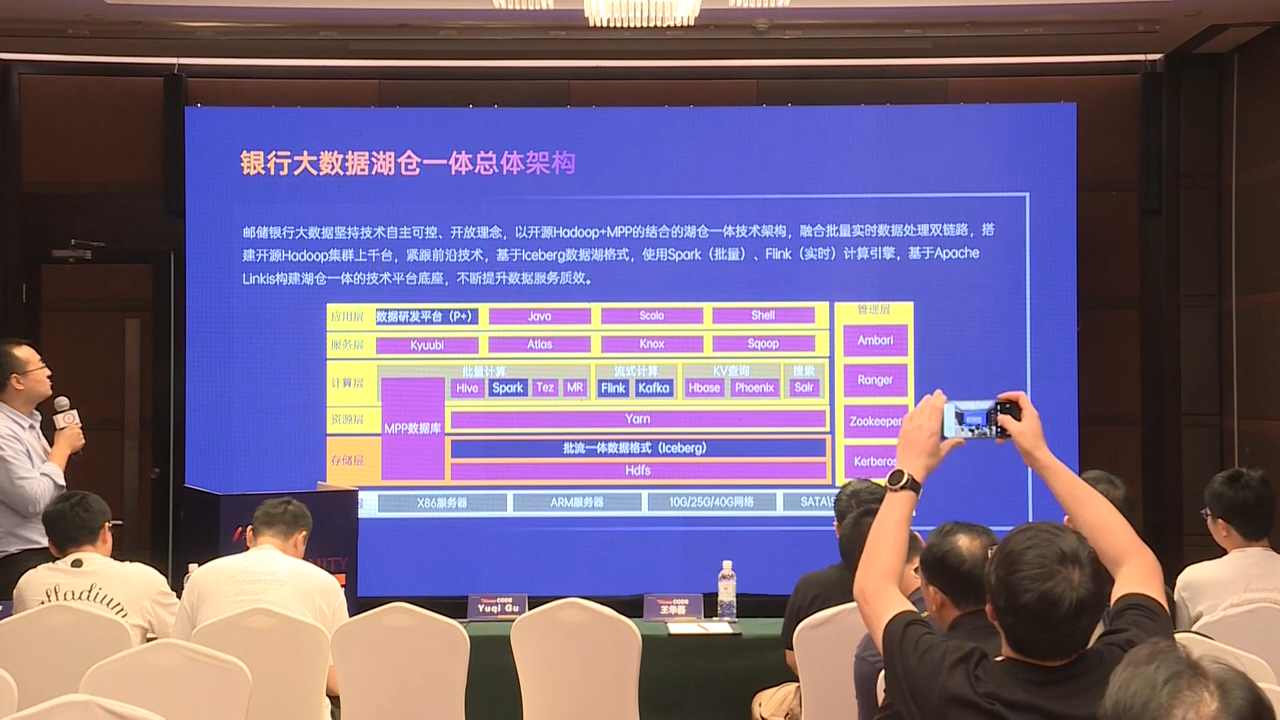 银行大数据湖仓一体总体架构
邮储银行大数据坚持技术自主可控、开放理念，以开源Hadoop+MPP的结合的湖仓一体技术架构，融合批量实时数据处理双链路，搭
建开源Hadoop集群上千台，紧跟前沿技术，基于Iceberg数据湖格式，使用Spark（批量）、Flink（实时）计算引擎，基于Apache
Linkis构建湖仓一体的技术平台底座，不断提升数据服务质效。
应用层 数据研发平台（P+） Java Scala Shell 管理层
服务层 Kyuubi Atlas Knox Sqoop Ambari
计算层 批量计算 流式计算 KV查询 搜索
Hive Spark Tez MR Flink Kafka Hbase Phoenix Solr Ranger
资源层 MPP数据库 Yarn Zookeeper
存储层 批流一体数据格式（Iceberg）
Hdfs Kerberos
层 X86服务器 ARM服务器 10G/25G/40G网络 SATA\S
CODE
Yuqi Gu
CODE
王华磊